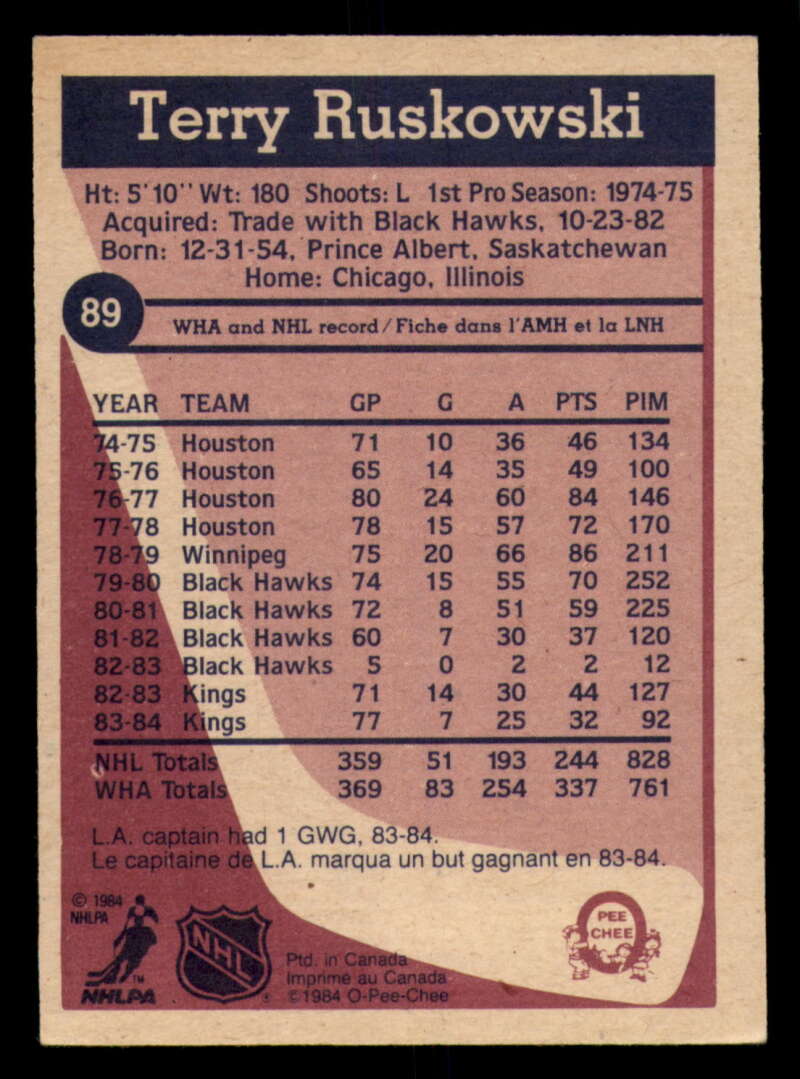 Terry Ruskowski
Ht: 5'10'' Wt: 180 Shoots: L 1st Pro Season: 1974-75
Acquired: Trade with Black Hawks, 10-23-82
Born: 12-31-54, Prince Albert, Saskatchewan
Home: Chicago, Illinois
89
WHA and NHL record/Fiche dans l'AMH et la LNH
YEAR TEAM GP G A PTS PIM
74-75 Houston 71 10 36 46 134
75-76 Houston 65 14 35 49 100
76-77 Houston 80 24 60 84 146
77-78 Houston 78 15 57 72 170
78-79 Winnipeg 75 20 66 86 211
79-80 Black Hawks 74 15 55 70 252
80-81 Black Hawks 72 8 51 59 225
81-82 Black Hawks 60 7 30 37 120
82-83 Black Hawks 5 0 2 2 12
82-83 Kings 71 14 30 44 127
83-84 Kings 77 7 25 32 92
NHL Totals 359 51 193 244 828
WHA Totals 369 83 254 337 761
L.A. captain had 1 GWG, 83-84.
Le capitaine de L.A. marqua un but gagnant en 83-84.
© 1984
NHLPA
TM
NHLPA
NHL
Ptd. in Canada
Imprimé au Canada
©1984 O-Pee-Chee
PEE
CHEE